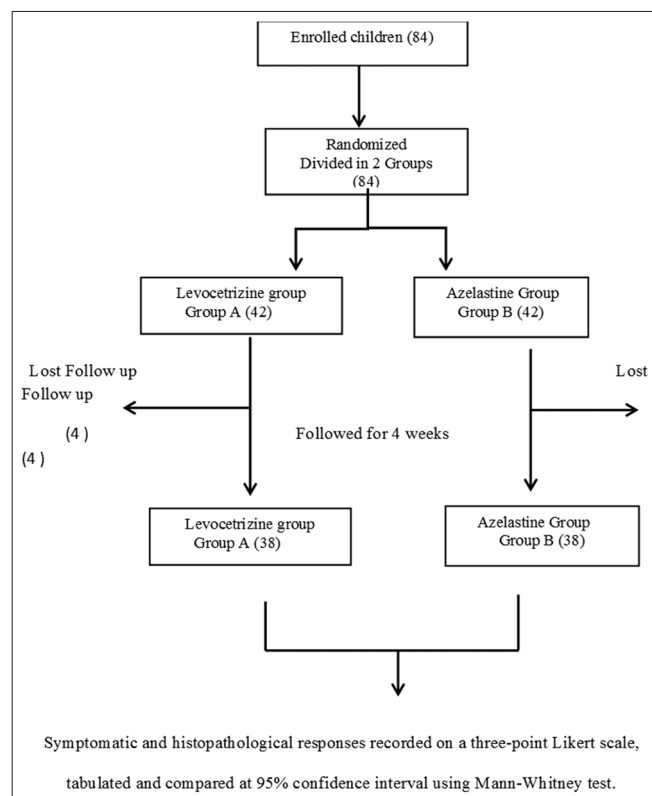 Enrolled children (84)
Randomized
Divided in 2 Groups
(84)
Levocetrizine group
Group A (42)
Azelastine Group
Group B (42)
Lost Follow up
Lost
Follow up
(4 )
Followed for 4 weeks
(4 )
Levocetrizine group
Group A (38)
Azelastine Group
Group B (38)
Symptomatic and histopathological responses recorded on a three-point Likert scale,
tabulated and compared at 95% confidence interval using Mann-Whitney test.